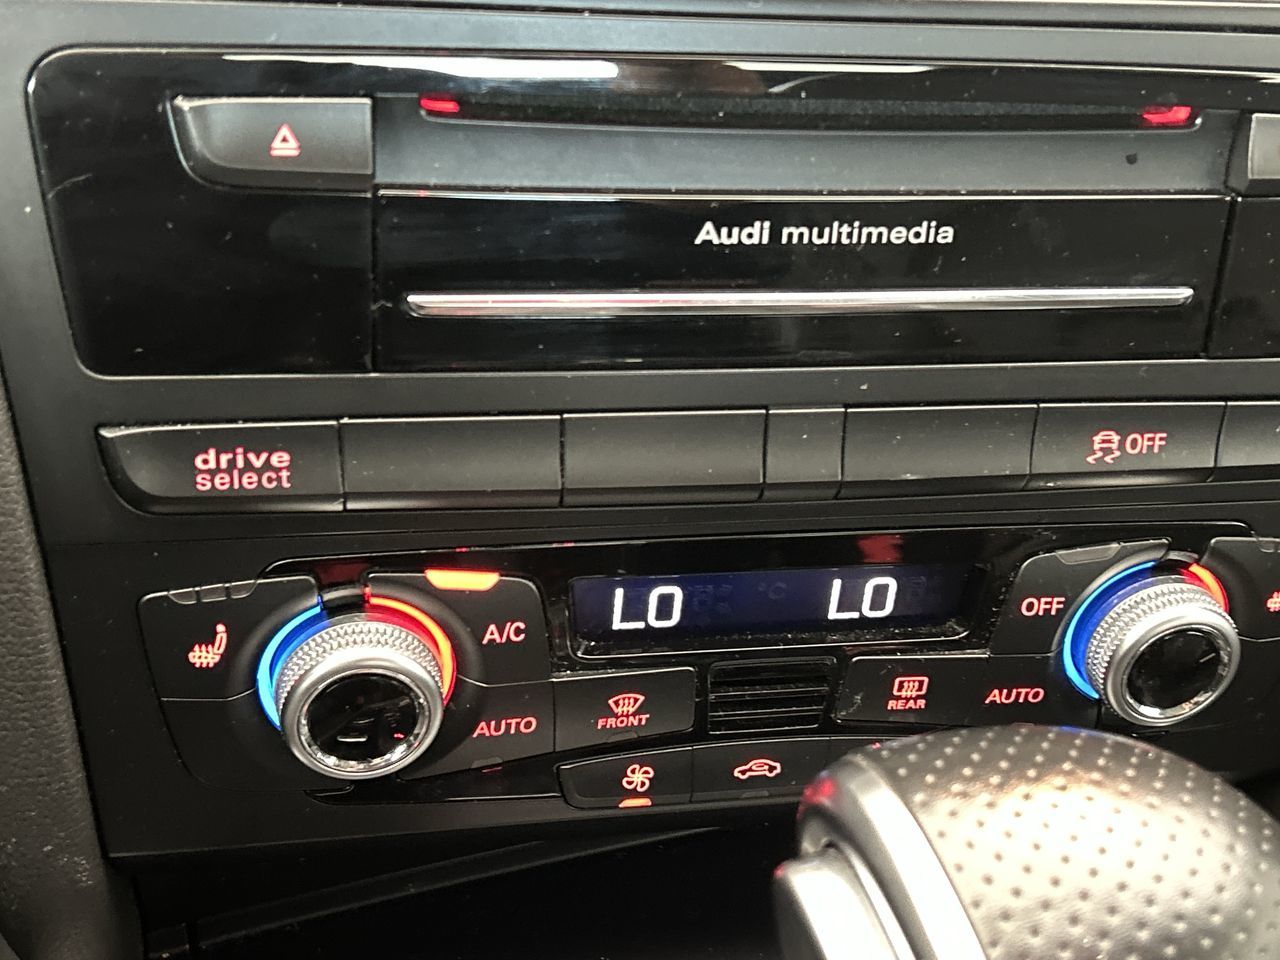 Audi multimedia
drive
select
OFF
LO LO
A/C
OFF
AUTO
FRONT
REAR
AUTO